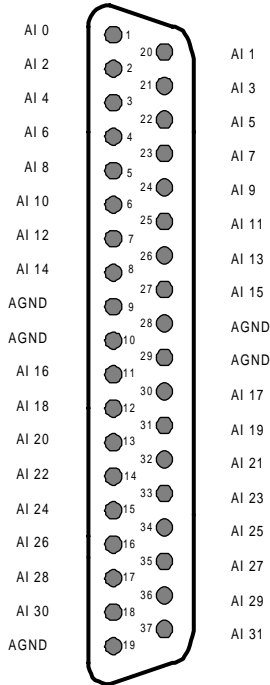 AI 0 1
20 AI 1
AI 2 2
21 AI 3
AI 4 3
22 AI 5
AI 6 4
23 AI 7
AI 8 5
24 AI 9
AI 10 6
25 AI 11
AI 12 7
26 AI 13
AI 14 8
27 AI 15
AGND 9
28 AGND
AGND 10
29 AGND
AI 16 11
30 AI 17
AI 18 12
31 AI 19
AI 20 13
32 AI 21
AI 22 14
33 AI 23
AI 24 15
34 AI 25
AI 26 16
35 AI 27
AI 28 17
36 AI 29
AI 30 18
37 AI 31
AGND 19